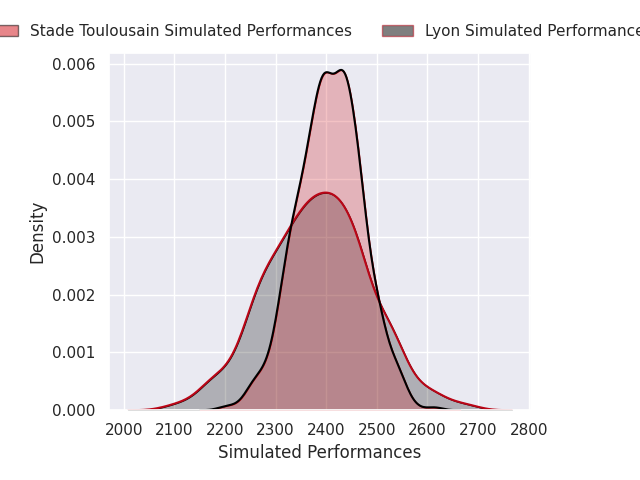 Stade Toulousain Simulated Performances
Lyon Simulated Performance
0.006
0.005
0.004
0.003
0.002
0.001
0.000
Density
2000 2100 2200 2300 2400 2500 2600 2700 2800
Simulated Performances